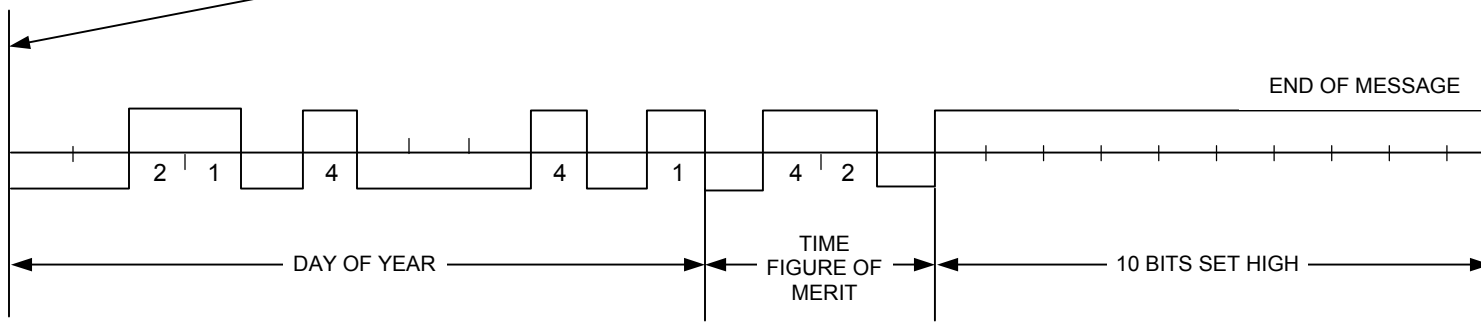 END OF MESSAGE
2 1 4 4 1 4 2
DAY OF YEAR
TIME
FIGURE OF
MERIT
10 BITS SET HIGH